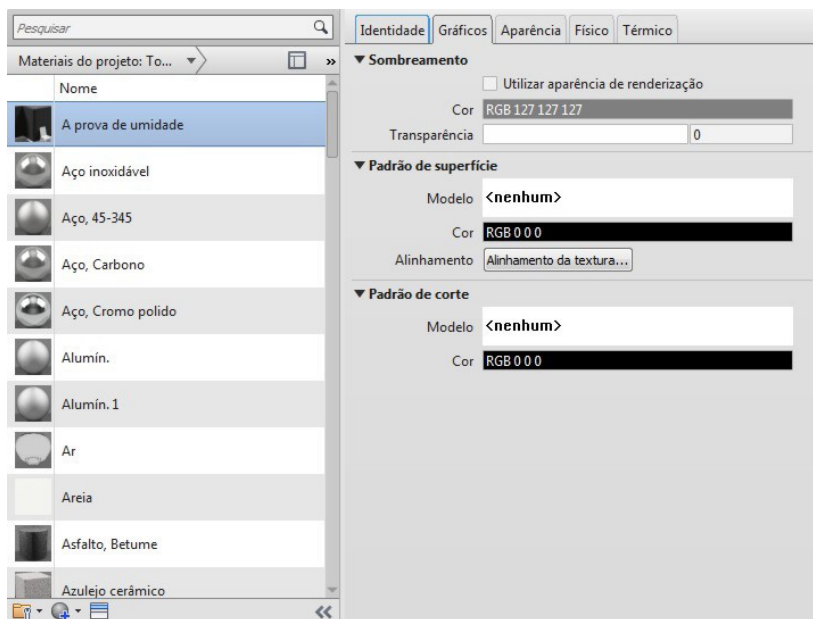 Pesquisar
Materiais do projeto: To...
»
Nome
A prova de umidade
Aço inoxidável
Aço, 45-345
Aço, Carbono
Aço, Cromo polido
Alumín.
Alumín. 1
Ar
Areia
Asfalto, Betume
Azulejo cerâmico
Identidade Gráficos Aparência Físico Térmico
Sombreamento
Utilizar aparência de renderização
Cor RGB 127 127 127
Transparência 0
Padrão de superfície
Modelo <nenhum>
Cor RGB 0 0 0
Alinhamento Alinhamento da textura...
Padrão de corte
Modelo <nenhum>
Cor RGB 0 0 0